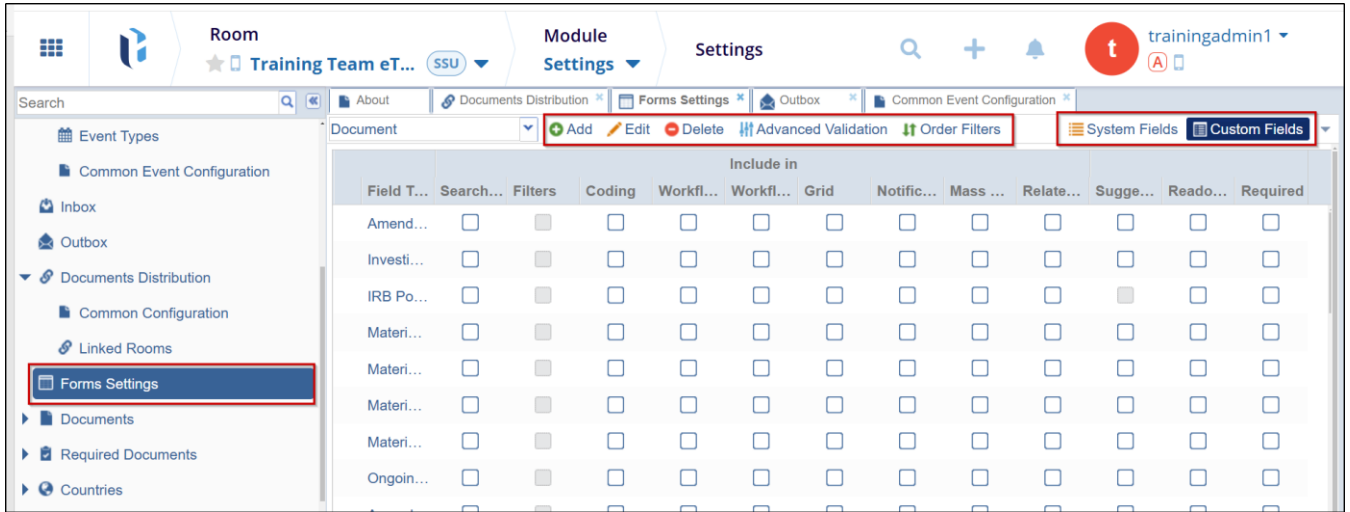 Room
Training Team eT... SSU
Module
Settings
Settings
t
trainingadmin1
A
Search
Event Types
Common Event Configuration
Inbox
Outbox
Documents Distribution
Common Configuration
Linked Rooms
Forms Settings
Documents
Required Documents
Countries
About
Documents Distribution
Forms Settings
Outbox
Common Event Configuration
Document
Add
Edit
Delete
Advanced Validation
Order Filters
System Fields
Custom Fields
Include in
Field T... Search... Filters Coding Workfl... Workfl... Grid Notific... Mass ... Relate... Sugge... Reado... Required
Amend...
Investi...
IRB Po...
Materi...
Materi...
Materi...
Materi...
Ongoin...